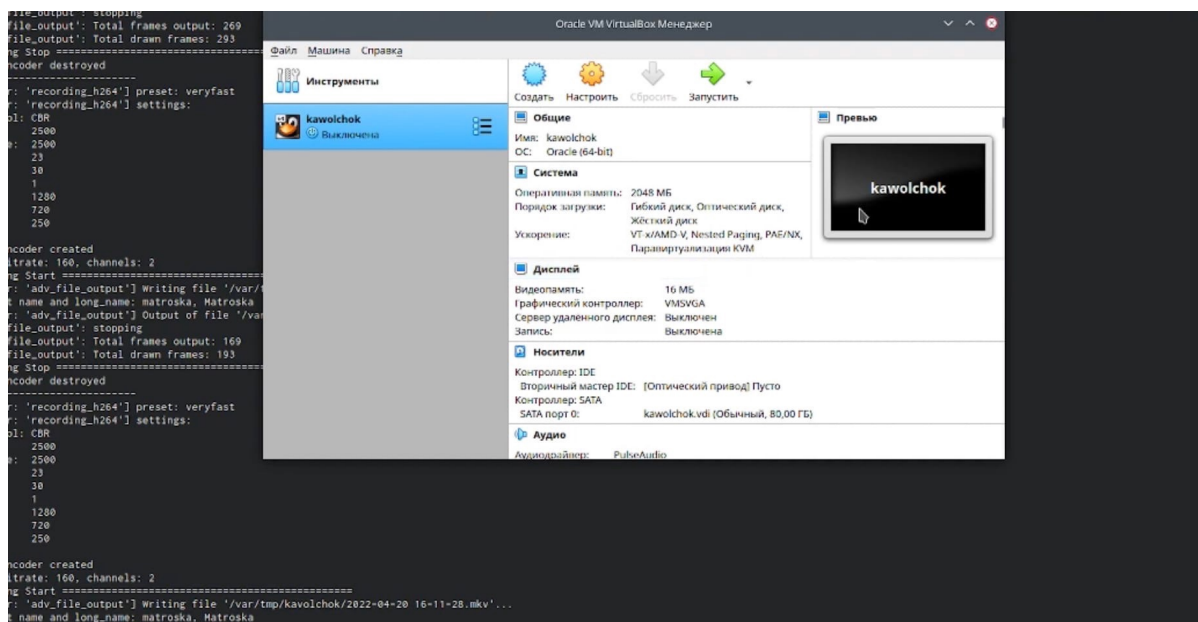 file_output': stopping
file_output': Total frames output: 269
file_output': Total drawn frames: 293
ng Stop ====================================
ncoder destroyed
--------------------
r: 'recording_h264'] preset: veryfast
r: 'recording_h264'] settings:
ol: CBR
2500
e: 2500
23
30
1
1280
720
250
ncoder created
itrate: 160, channels: 2
ng Start ===================================
r: 'adv_file_output'] Writing file '/var/t
t name and long_name: matroska, Matroska
r: 'adv_file_output'] Output of file '/var
file_output': stopping
file_output': Total frames output: 169
file_output': Total drawn frames: 193
ng Stop ====================================
ncoder destroyed
--------------------
r: 'recording_h264'] preset: veryfast
r: 'recording_h264'] settings:
ol: CBR
2500
e: 2500
23
30
1
1280
720
250
ncoder created
itrate: 160, channels: 2
ng Start ===================================================
r: 'adv_file_output'] Writing file '/var/tmp/kavolchok/2022-04-20 16-11-28.mkv'...
t name and long_name: matroska, Matroska
Oracle VM VirtualBox Менеджер
Файл Машина Справка
Инструменты
kawolchok
Выключена
Создать Настроить Сбросить Запустить
Общие
Имя: kawolchok
ОС: Oracle (64-bit)
Система
Оперативная память: 2048 МБ
Порядок загрузки: Гибкий диск, Оптический диск,
Жёсткий диск
Ускорение: VT-x/AMD-V, Nested Paging, PAE/NX,
Паравиртуализация KVM
Дисплей
Видеопамять: 16 МБ
Графический контроллер: VMSVGA
Сервер удаленного дисплея: Выключен
Запись: Выключена
Носители
Контроллер: IDE
Вторичный мастер IDE: [Оптический привод] Пусто
Контроллер: SATA
SATA порт 0: kawolchok.vdi (Обычный, 80,00 ГБ)
Аудио
Аудиодрайвер: PulseAudio
Превью
kawolchok